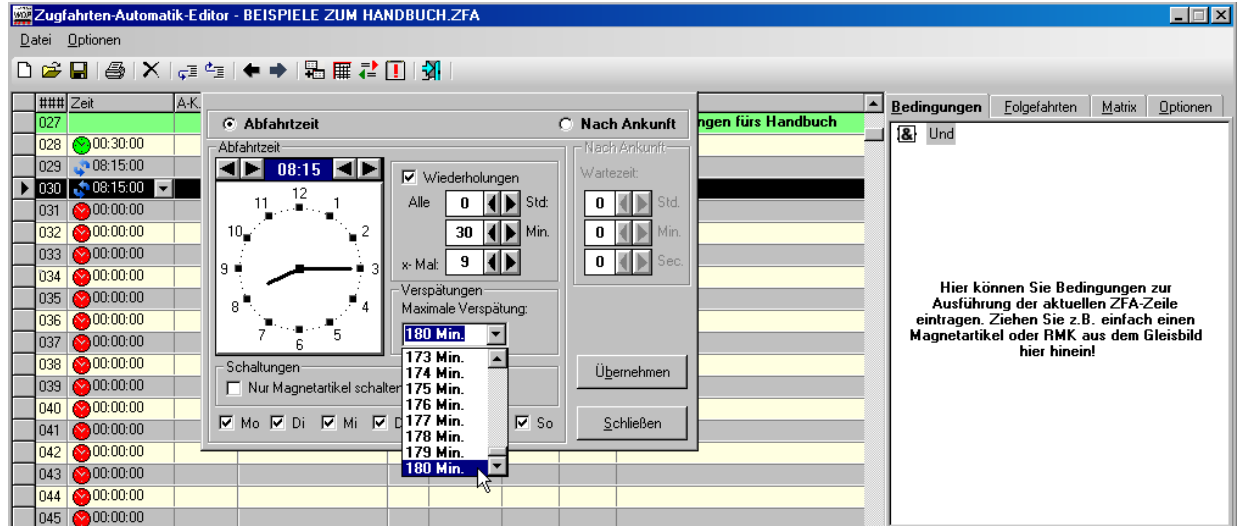 Zugfahrten-Automatik-Editor - BEISPIELE ZUM HANDBUCH.ZFA
Datei Optionen
### Zeit A-K.
027
028 00:30:00
029 08:15:00
030 08:15:00
031 00:00:00
032 00:00:00
033 00:00:00
034 00:00:00
035 00:00:00
036 00:00:00
037 00:00:00
038 00:00:00
039 00:00:00
040 00:00:00
041 00:00:00
042 00:00:00
043 00:00:00
044 00:00:00
045 00:00:00
ngen fürs Handbuch
Abfahrtzeit Nach Ankunft
Abfahrtzeit
08:15
12
11 1
10 2
9 3
8 4
7 5
6
Wiederholungen
Alle 0 Std:
30 Min.
x- Mal: 9
Verspätungen
Maximale Verspätung:
180 Min.
173 Min.
174 Min.
175 Min.
176 Min.
177 Min.
178 Min.
179 Min.
180 Min.
Schaltungen
Nur Magnetartikel schalten
Mo Di Mi D So
Nach Ankunft
Wartezeit:
0 Std.
0 Min.
0 Sec.
Übernehmen
Schließen
Bedingungen Folgefahrten Matrix Optionen
& Und
Hier können Sie Bedingungen zur
Ausführung der aktuellen ZFA-Zeile
eintragen. Ziehen Sie z.B. einfach einen
Magnetartikel oder RMK aus dem Gleisbild
hier hinein!